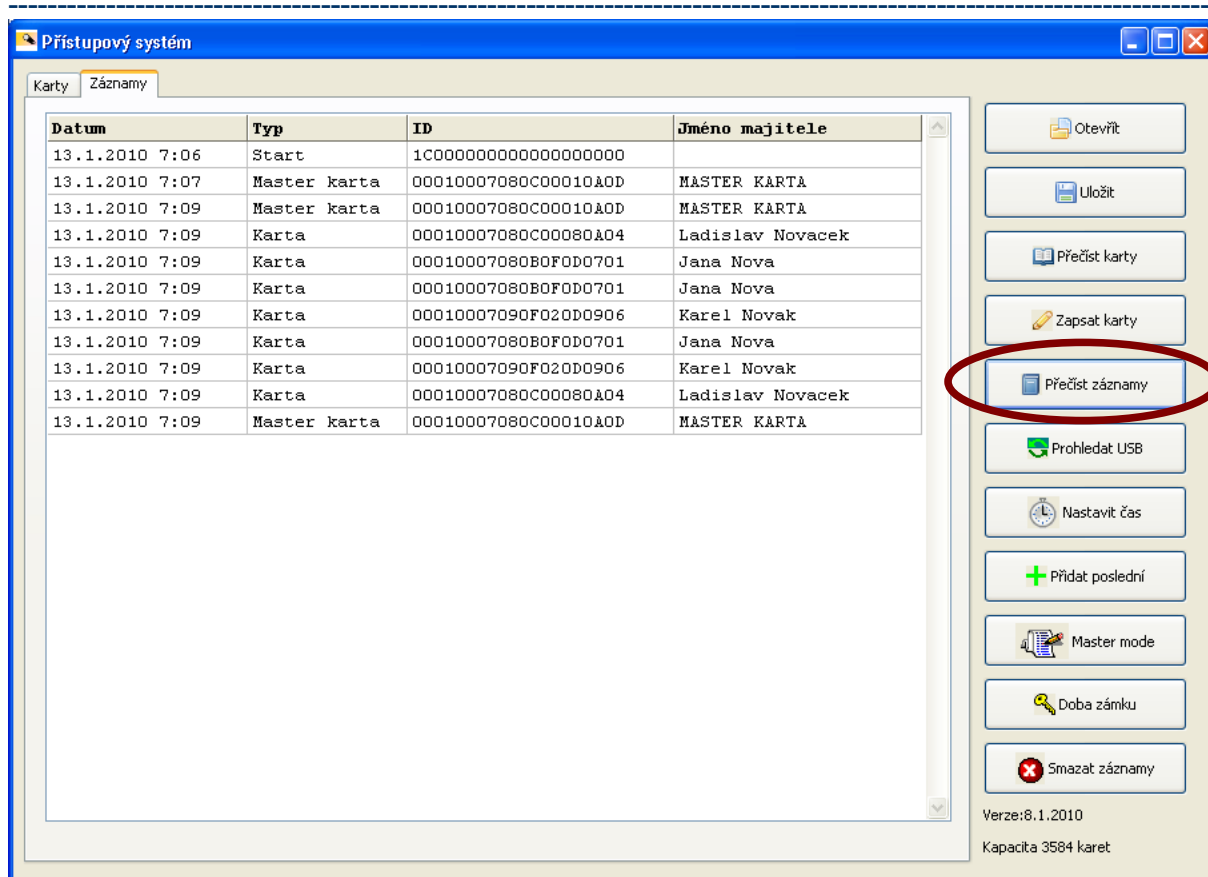 Přístupový systém
Karty Záznamy
Datum Typ ID Jméno majitele
13.1.2010 7:06 Start 1C000000000000000000
13.1.2010 7:07 Master karta 00010007080C00010A0D MASTER KARTA
13.1.2010 7:09 Master karta 00010007080C00010A0D MASTER KARTA
13.1.2010 7:09 Karta 00010007080C00080A04 Ladislav Novacek
13.1.2010 7:09 Karta 00010007080B0F0D0701 Jana Nova
13.1.2010 7:09 Karta 00010007080B0F0D0701 Jana Nova
13.1.2010 7:09 Karta 00010007090F020D0906 Karel Novak
13.1.2010 7:09 Karta 00010007080B0F0D0701 Jana Nova
13.1.2010 7:09 Karta 00010007090F020D0906 Karel Novak
13.1.2010 7:09 Karta 00010007080C00080A04 Ladislav Novacek
13.1.2010 7:09 Master karta 00010007080C00010A0D MASTER KARTA
Otevřít
Uložit
Přečíst karty
Zapsat karty
Přečíst záznamy
Prohledat USB
Nastavit čas
Přidat poslední
Master mode
Doba zámku
Smazat záznamy
Verze:8.1.2010
Kapacita 3584 karet